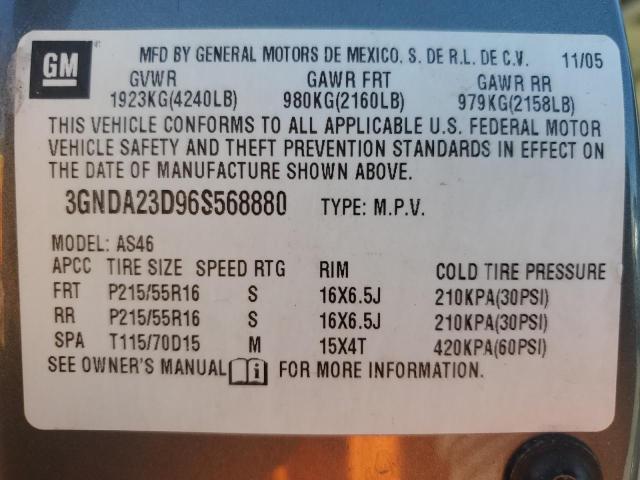 GM
MFD BY GENERAL MOTORS DE MEXICO, S. DE R.L. DE C.V. 11/05
GVWR GAWR FRT GAWR RR
1923KG(4240LB) 980KG(2160LB) 979KG(2158LB)
THIS VEHICLE CONFORMS TO ALL APPLICABLE U.S. FEDERAL MOTOR
VEHICLE SAFETY AND THEFT PREVENTION STANDARDS IN EFFECT ON
THE DATE OF MANUFACTURE SHOWN ABOVE.
3GNDA23D96S568880 TYPE: M.P.V.
MODEL: AS46
APCC TIRE SIZE SPEED RTG RIM COLD TIRE PRESSURE
FRT P215/55R16 S 16X6.5J 210KPA(30PSI)
RR P215/55R16 S 16X6.5J 210KPA(30PSI)
SPA T115/70D15 M 15X4T 420KPA(60PSI)
SEE OWNER'S MANUAL i FOR MORE INFORMATION.